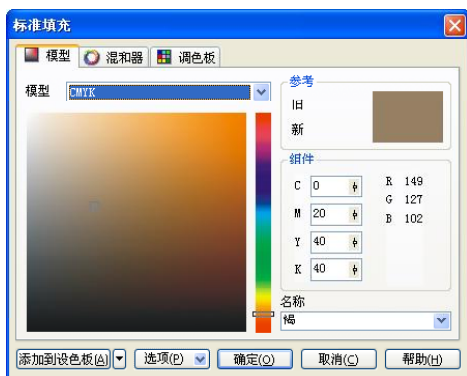 标准填充
模型 混和器 调色板
模型 CMYK
参考
旧
新
组件
C 0 R 149
M 20 G 127
Y 40 B 102
K 40
名称
褐
添加到设色板(A) 选项(P) 确定(O) 取消(C) 帮助(H)